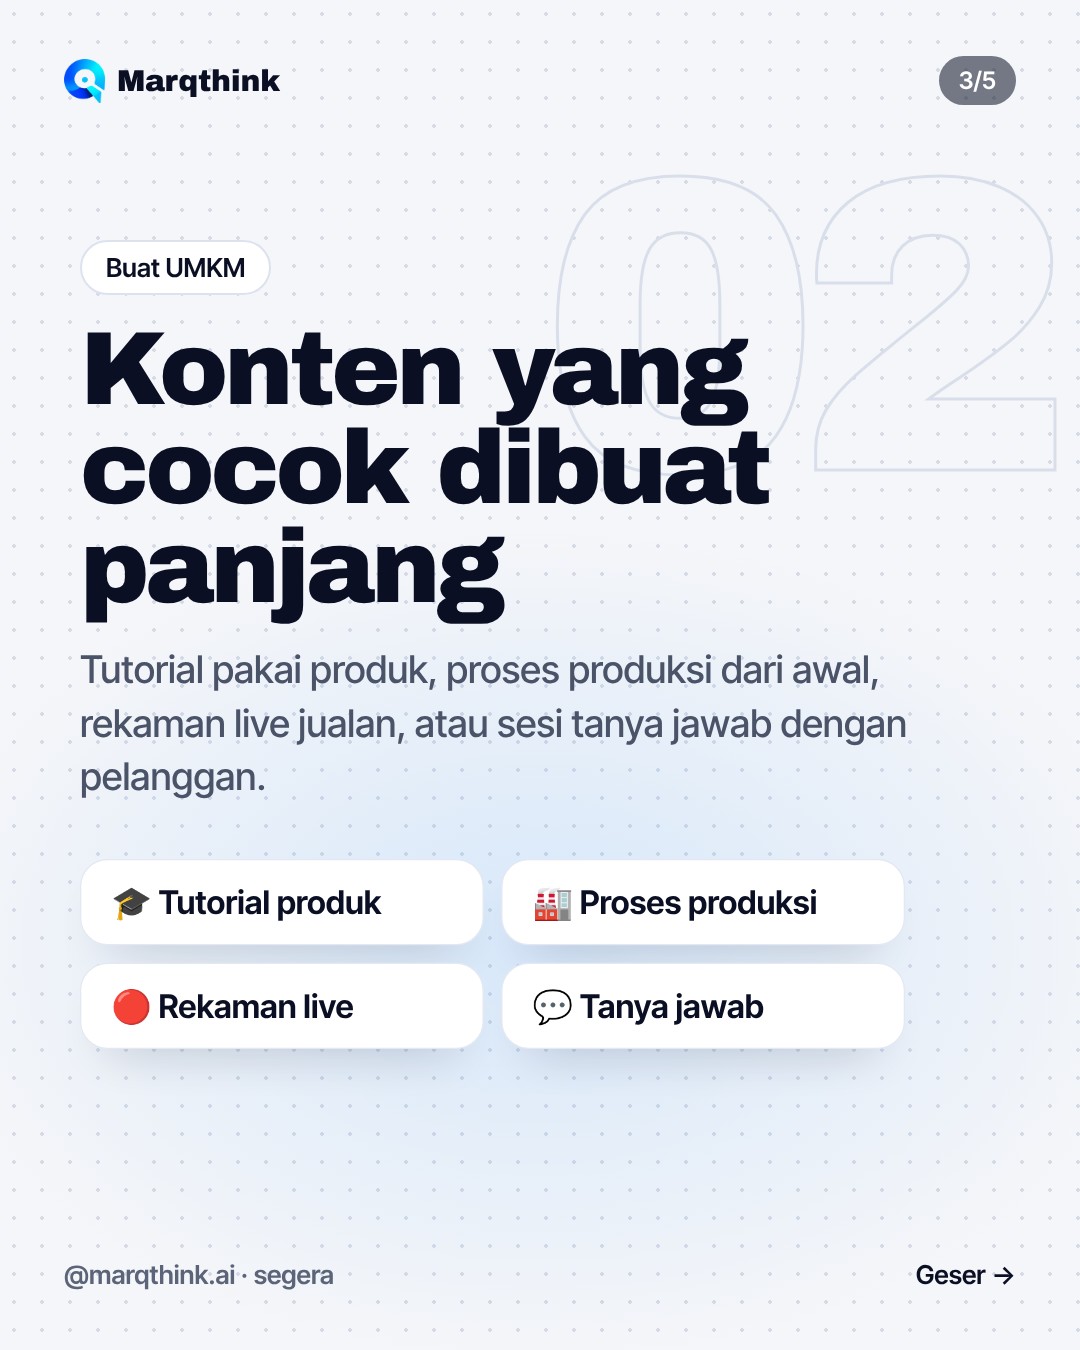 Marqthink
3/5
02
Buat UMKM
Konten yang
cocok dibuat
panjang
Tutorial pakai produk, proses produksi dari awal,
rekaman live jualan, atau sesi tanya jawab dengan
pelanggan.
🎓 Tutorial produk
🏭 Proses produksi
🔴 Rekaman live
💬 Tanya jawab
@marqthink.ai · segera
Geser →